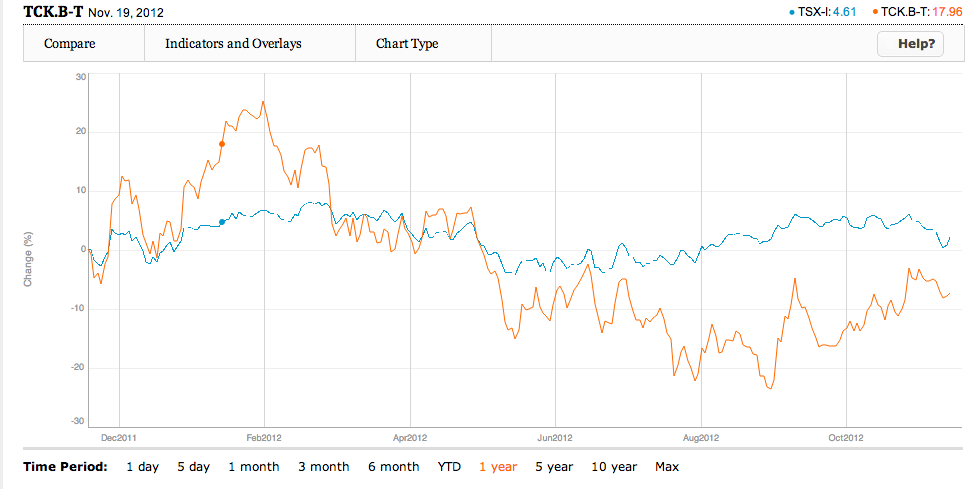 TCK.B-T Nov. 19, 2012 TSX-I: 4.61 TCK.B-T: 17.96
Compare Indicators and Overlays Chart Type Help?
30
20
10
0
-10
-20
-30
Change (%)
Dec2011 Feb2012 Apr2012 Jun2012 Aug2012 Oct2012
Time Period: 1 day 5 day 1 month 3 month 6 month YTD 1 year 5 year 10 year Max